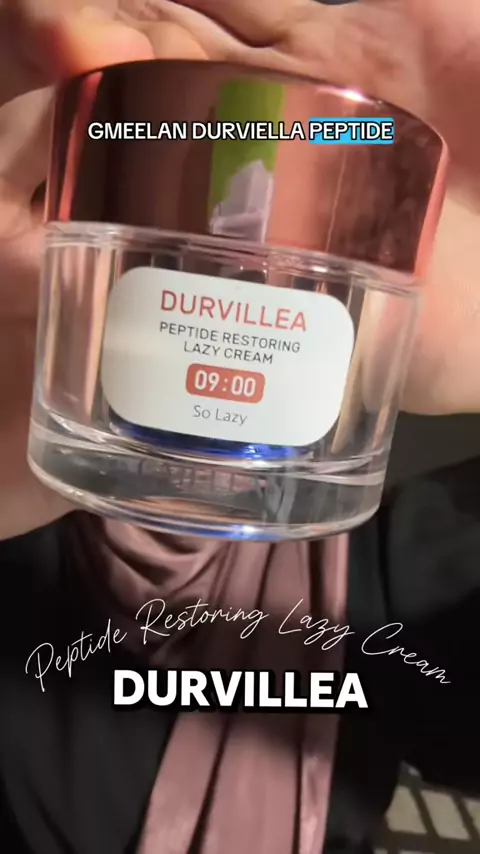 GMEELAN DURVIELLA PEPTIDE
DURVILLEA
PEPTIDE RESTORING
LAZY CREAM
09:00
So Lazy
Peptide Restoring Lazy Cream
DURVILLEA